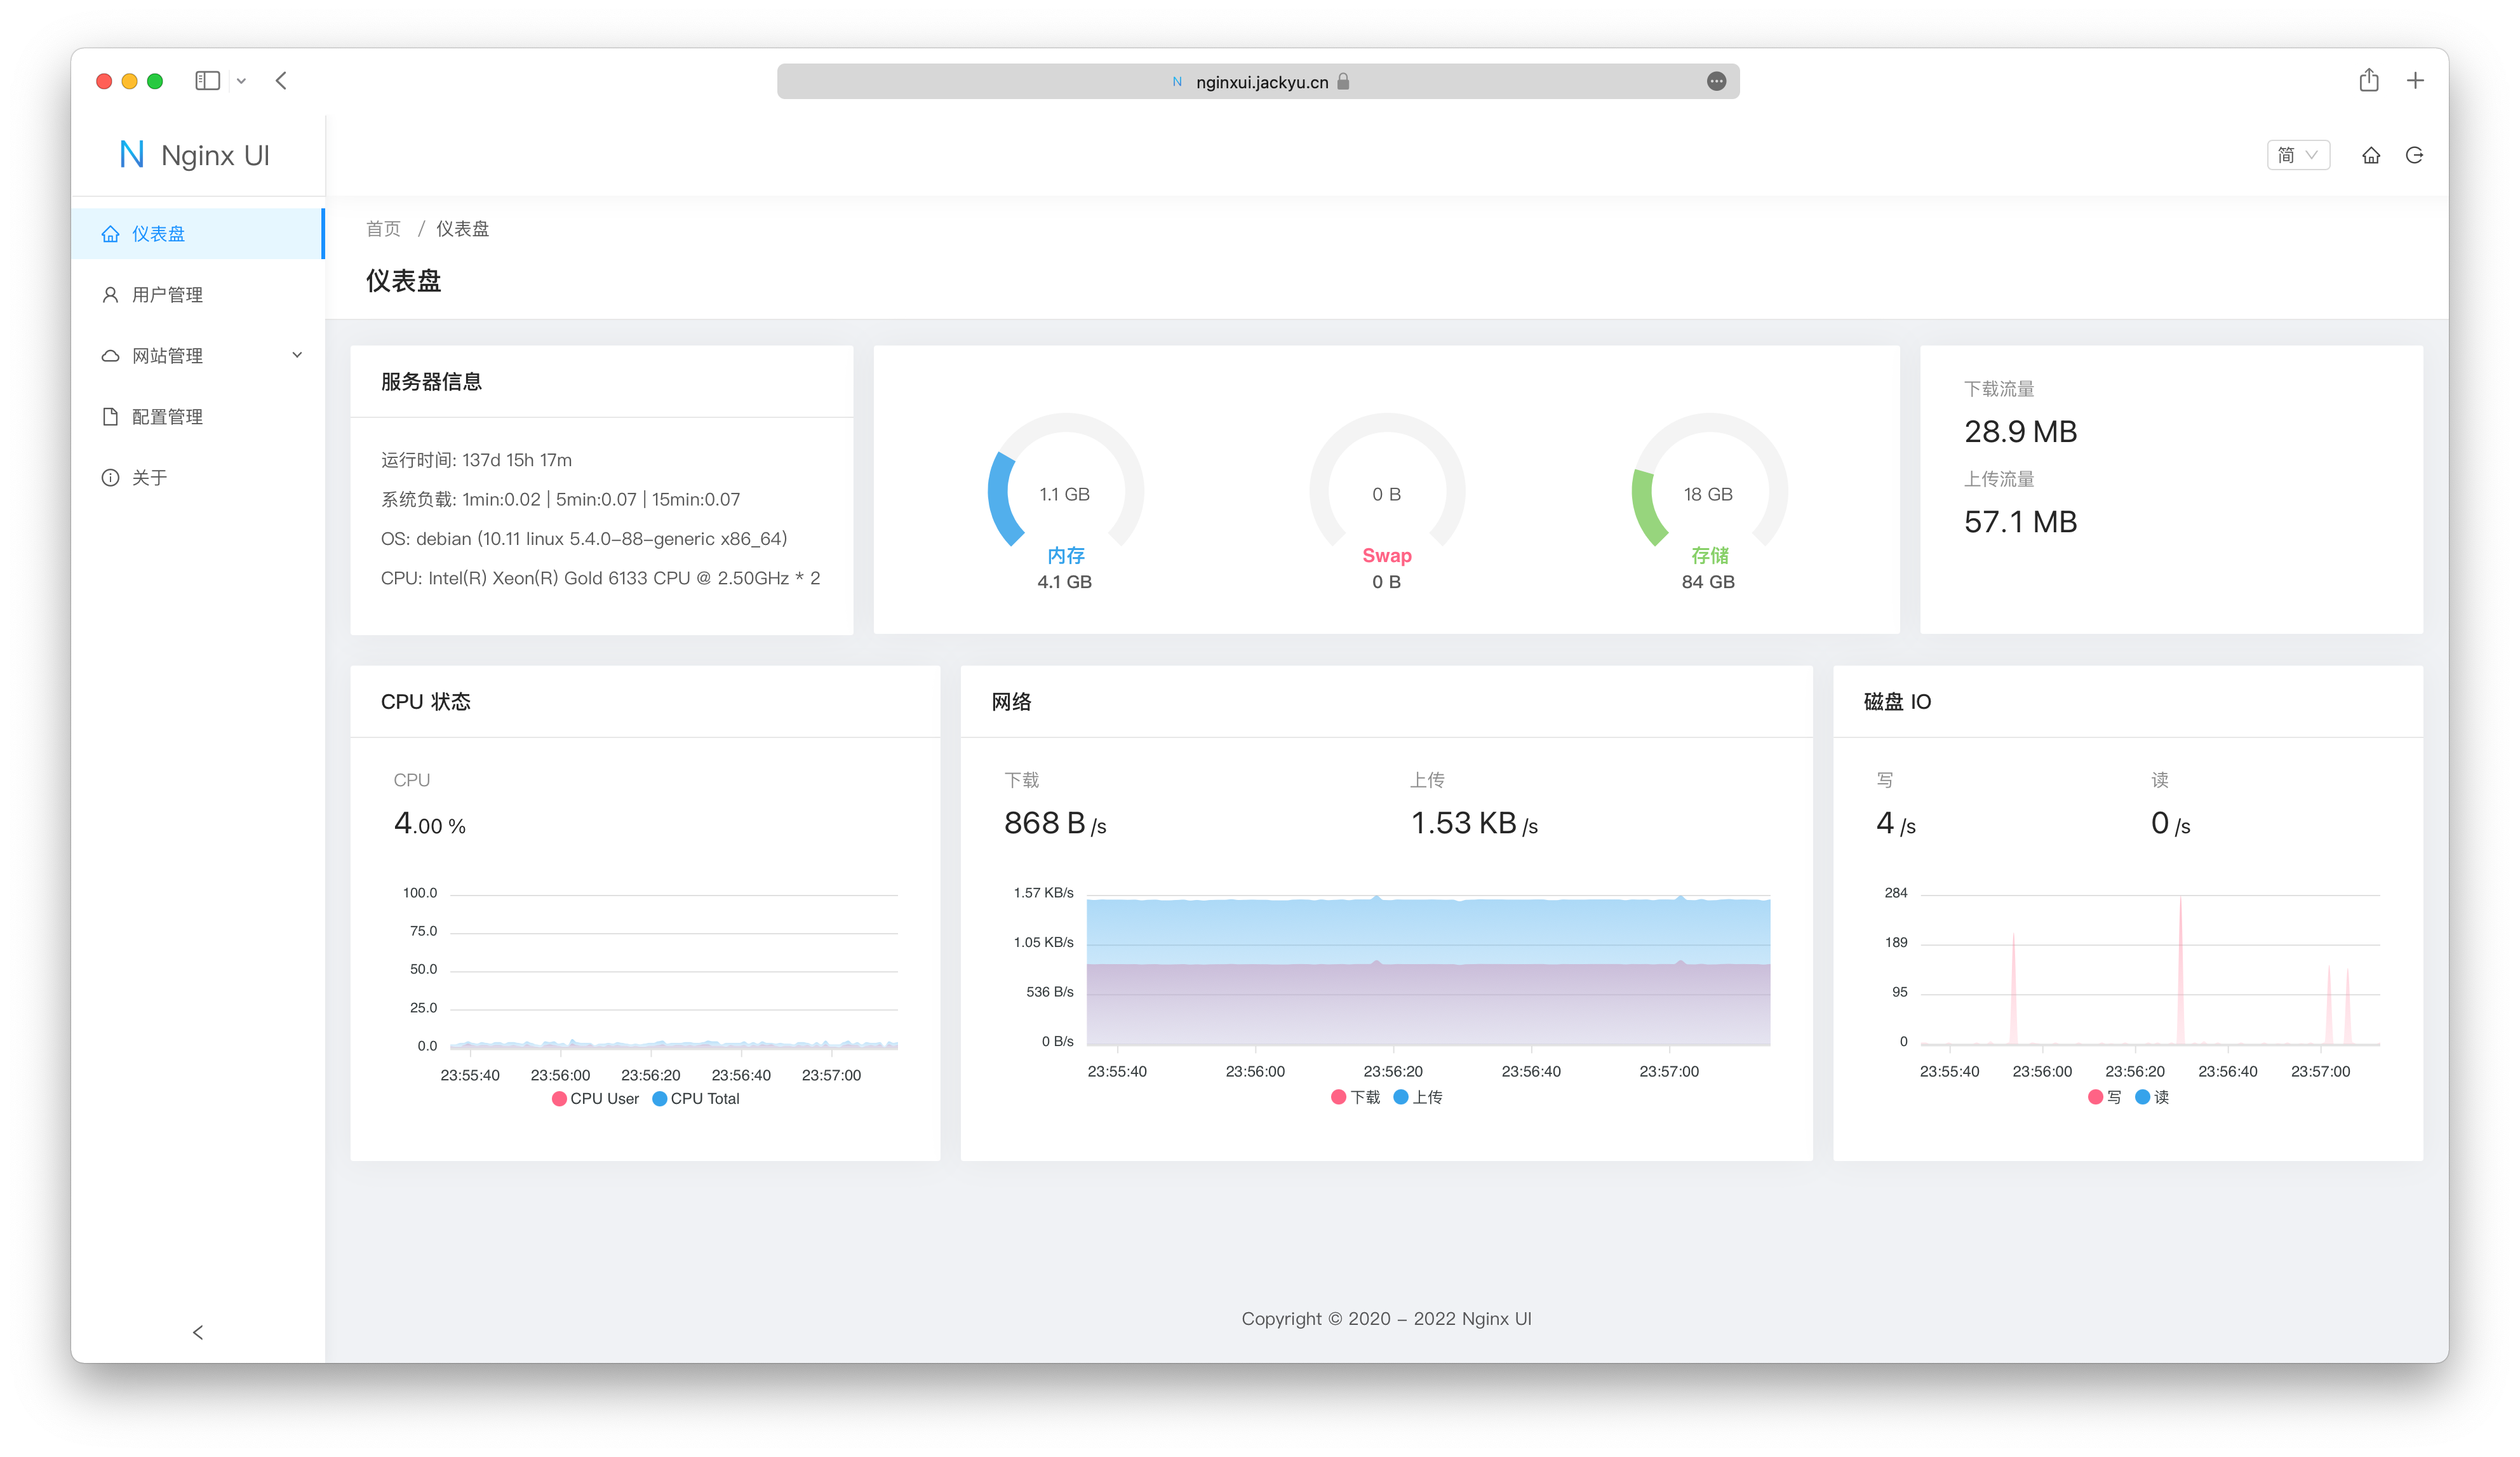 nginxui.jackyu.cn
Nginx UI
简
仪表盘
用户管理
网站管理
配置管理
关于
首页 / 仪表盘
仪表盘
服务器信息
运行时间: 137d 15h 17m
系统负载: 1min:0.02 | 5min:0.07 | 15min:0.07
OS: debian (10.11 linux 5.4.0-88-generic x86_64)
CPU: Intel(R) Xeon(R) Gold 6133 CPU @ 2.50GHz * 2
1.1 GB
内存
4.1 GB
0 B
Swap
0 B
18 GB
存储
84 GB
下载流量
28.9 MB
上传流量
57.1 MB
CPU 状态
CPU
4.00 %
100.0
75.0
50.0
25.0
0.0
23:55:40 23:56:00 23:56:20 23:56:40 23:57:00
CPU User CPU Total
网络
下载 上传
868 B /s 1.53 KB /s
1.57 KB/s
1.05 KB/s
536 B/s
0 B/s
23:55:40 23:56:00 23:56:20 23:56:40 23:57:00
下载 上传
磁盘 IO
写 读
4 /s 0 /s
284
189
95
0
23:55:40 23:56:00 23:56:20 23:56:40 23:57:00
写 读
Copyright © 2020 - 2022 Nginx UI